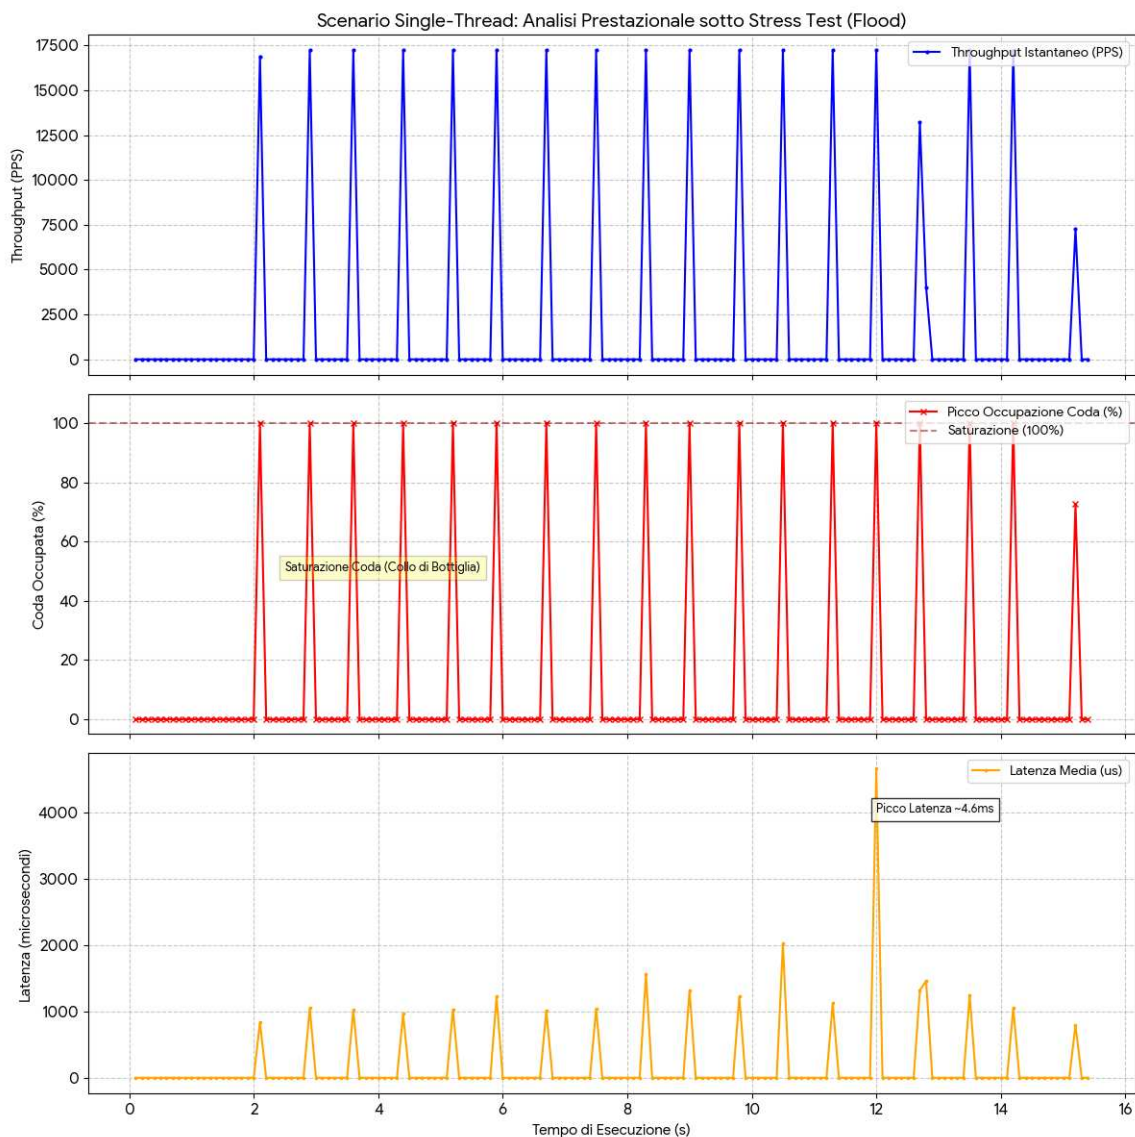 Scenario Single-Thread: Analisi Prestazionale sotto Stress Test (Flood)
17500
15000
12500
10000
7500
5000
2500
0
Throughput (PPS)
Throughput Istantaneo (PPS)
100
80
60
40
20
0
Coda Occupata (%)
Picco Occupazione Coda (%)
Saturazione (100%)
Saturazione Coda (Collo di Bottiglia)
4000
3000
2000
1000
0
Latenza (microsecondi)
Latenza Media (us)
Picco Latenza ~4.6ms
0 2 4 6 8 10 12 14 16
Tempo di Esecuzione (s)